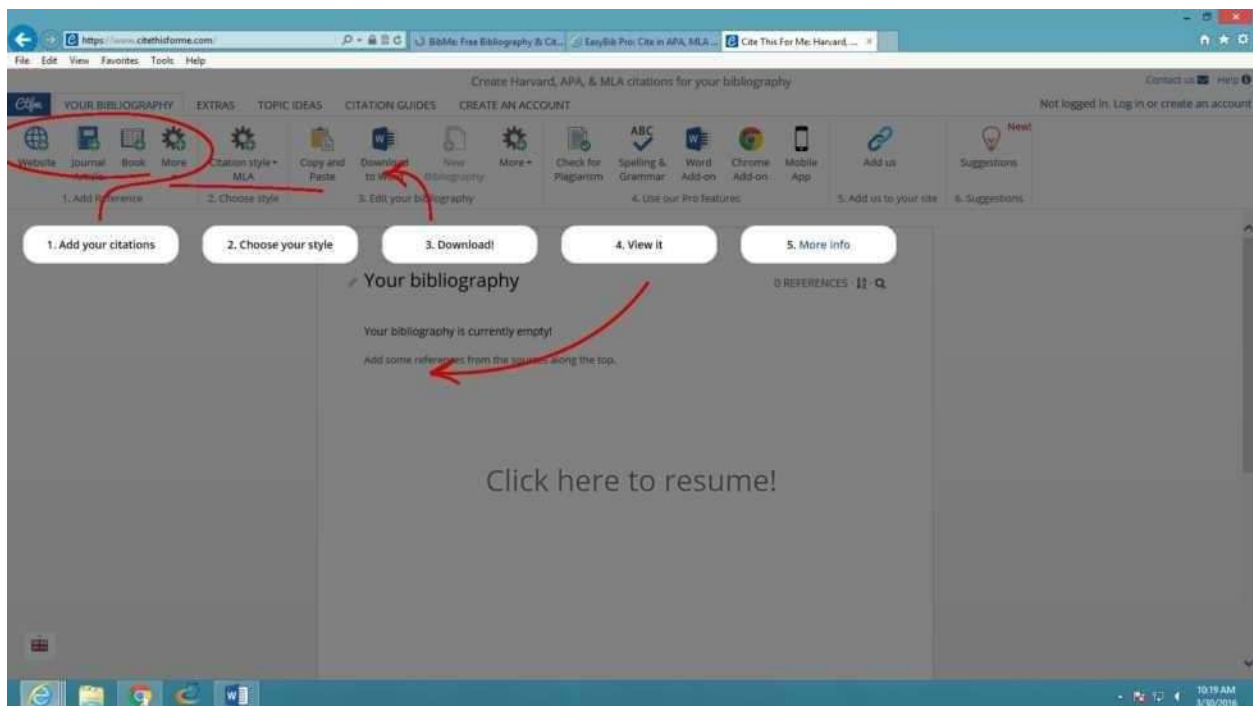 https://www.citethisforme.com/
BibMe: Free Bibliography & Cit...
EasyBib Pro: Cite in APA, MLA ...
Cite This For Me: Harvard, ...
File Edit View Favorites Tools Help
Create Harvard, APA, & MLA citations for your bibliography
Contact us Help
Ctfm YOUR BIBLIOGRAPHY EXTRAS TOPIC IDEAS CITATION GUIDES CREATE AN ACCOUNT
Not logged in. Log in or create an account
New!
ABC
Website Journal Book More Citation style Copy and Download New More Check for Spelling & Word Chrome Mobile Add us Suggestions
Article MLA Paste to Word Bibliography Plagiarism Grammar Add-on Add-on App
1. Add Reference 2. Choose style 3. Edit your bibliography 4. Use our Pro features 5. Add us to your site 6. Suggestions
1. Add your citations 2. Choose your style 3. Download! 4. View it 5. More info
Your bibliography 0 REFERENCES
Your bibliography is currently empty!
Add some references from the sources along the top.
Click here to resume!
10:19 AM
3/30/2016